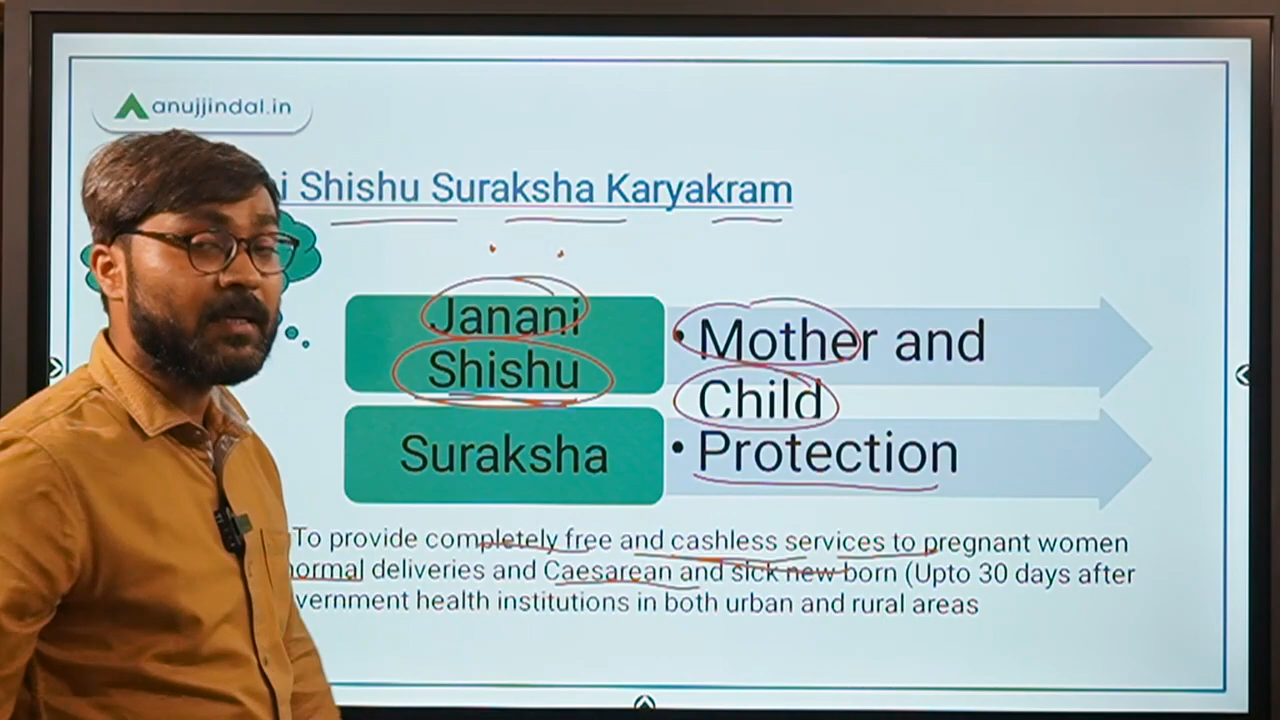 anujjindal.in
i Shishu Suraksha Karyakram
Janani
Shishu
• Mother and
Child
Suraksha
• Protection
To provide completely free and cashless services to pregnant women
normal deliveries and Caesarean and sick new born (Upto 30 days after
vernment health institutions in both urban and rural areas